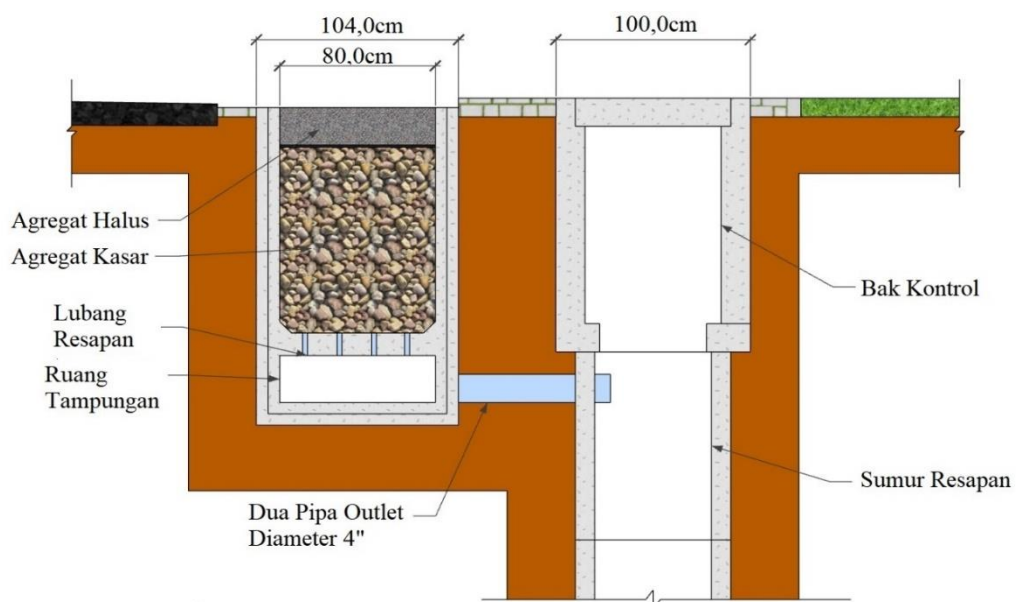 104,0cm
100,0cm
80,0cm
Agregat Halus
Agregat Kasar
Lubang
Resapan
Ruang
Tampungan
Bak Kontrol
Sumur Resapan
Dua Pipa Outlet
Diameter 4"